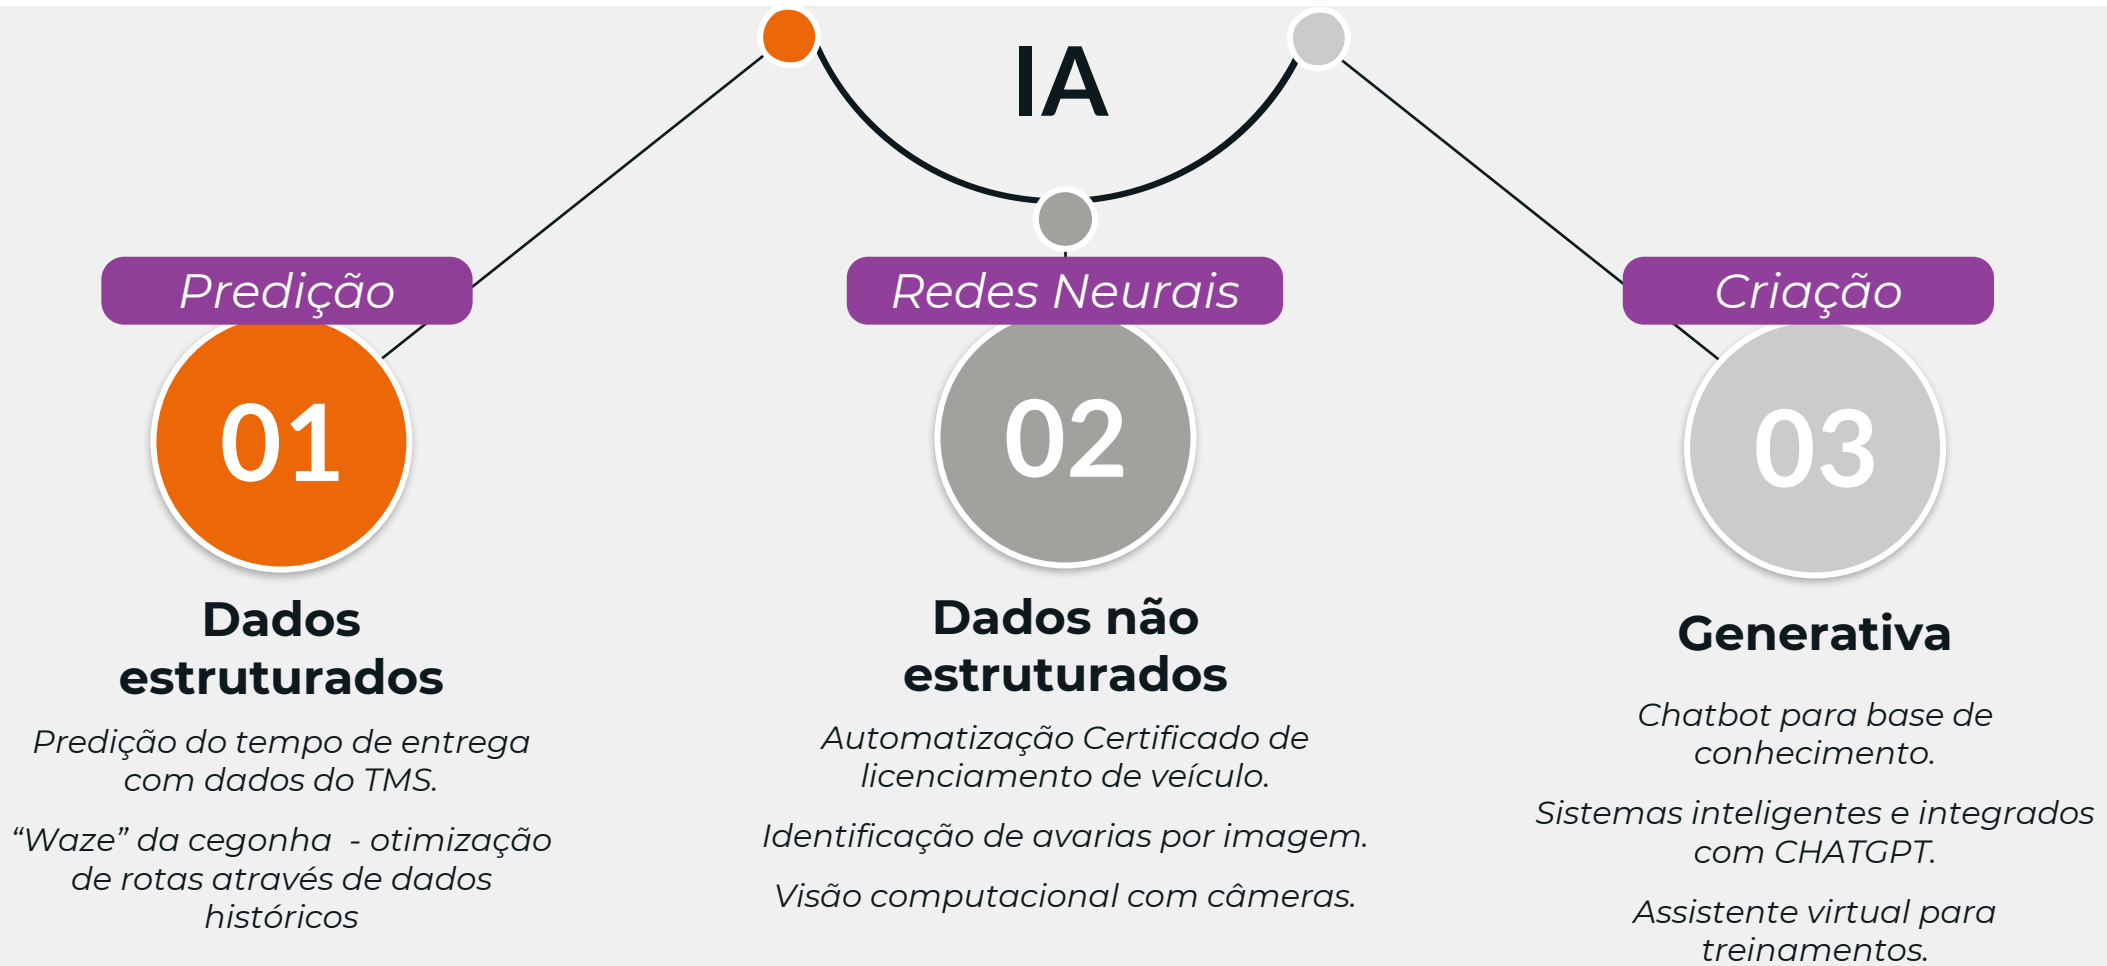 IA
Predição
01
Dados
estruturados
Predição do tempo de entrega
com dados do TMS.
“Waze” da cegonha - otimização
de rotas através de dados
históricos
Redes Neurais
02
Dados não
estruturados
Automatização Certificado de
licenciamento de veículo.
Identificação de avarias por imagem.
Visão computacional com câmeras.
Criação
03
Generativa
Chatbot para base de
conhecimento.
Sistemas inteligentes e integrados
com CHATGPT.
Assistente virtual para
treinamentos.